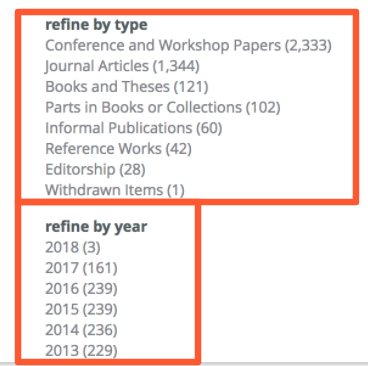 refine by type
Conference and Workshop Papers (2,333)
Journal Articles (1,344)
Books and Theses (121)
Parts in Books or Collections (102)
Informal Publications (60)
Reference Works (42)
Editorship (28)
Withdrawn Items (1)
refine by year
2018 (3)
2017 (161)
2016 (239)
2015 (239)
2014 (236)
2013 (229)